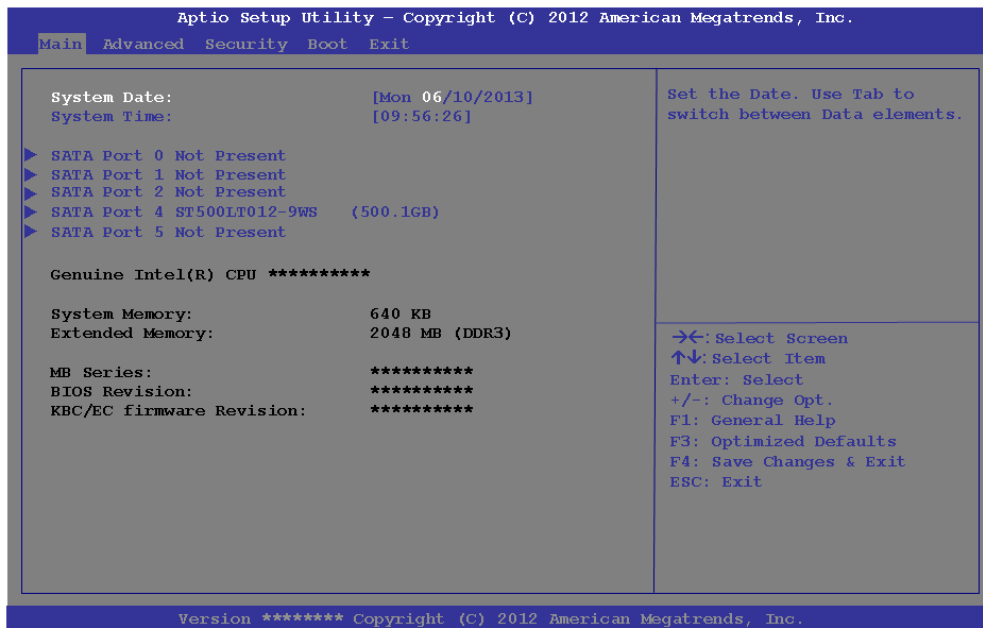 Aptio Setup Utility – Copyright (C) 2012 American Megatrends, Inc.
Main Advanced Security Boot Exit
System Date: [Mon 06/10/2013]
System Time: [09:56:26]
▶ SATA Port 0 Not Present
▶ SATA Port 1 Not Present
▶ SATA Port 2 Not Present
▶ SATA Port 4 ST500LT012-9WS (500.1GB)
▶ SATA Port 5 Not Present
Genuine Intel(R) CPU **********
System Memory: 640 KB
Extended Memory: 2048 MB (DDR3)
MB Series: **********
BIOS Revision: **********
KBC/EC firmware Revision: **********
Set the Date. Use Tab to
switch between Data elements.
→←: Select Screen
↑↓: Select Item
Enter: Select
+/-: Change Opt.
F1: General Help
F3: Optimized Defaults
F4: Save Changes & Exit
ESC: Exit
Version ******** Copyright (C) 2012 American Megatrends, Inc.